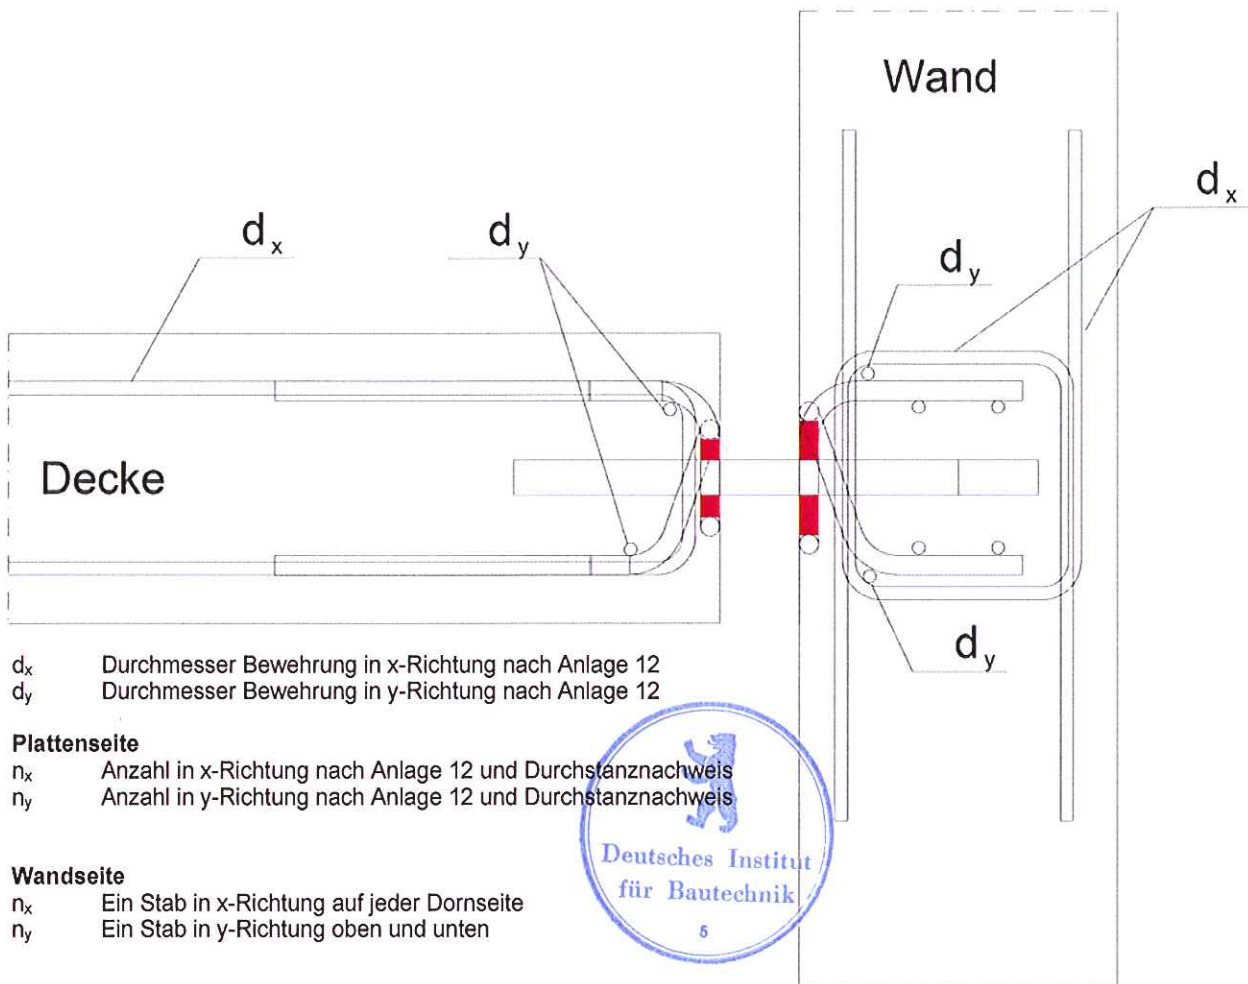 Wand
d x
d x
d y
d y
Decke
d y
dx Durchmesser Bewehrung in x-Richtung nach Anlage 12
dy Durchmesser Bewehrung in y-Richtung nach Anlage 12
Plattenseite
nx Anzahl in x-Richtung nach Anlage 12 und Durchstanznachweis
ny Anzahl in y-Richtung nach Anlage 12 und Durchstanznachweis
Wandseite
nx Ein Stab in x-Richtung auf jeder Dornseite
ny Ein Stab in y-Richtung oben und unten
Deutsches Institut
für Bautechnik
5